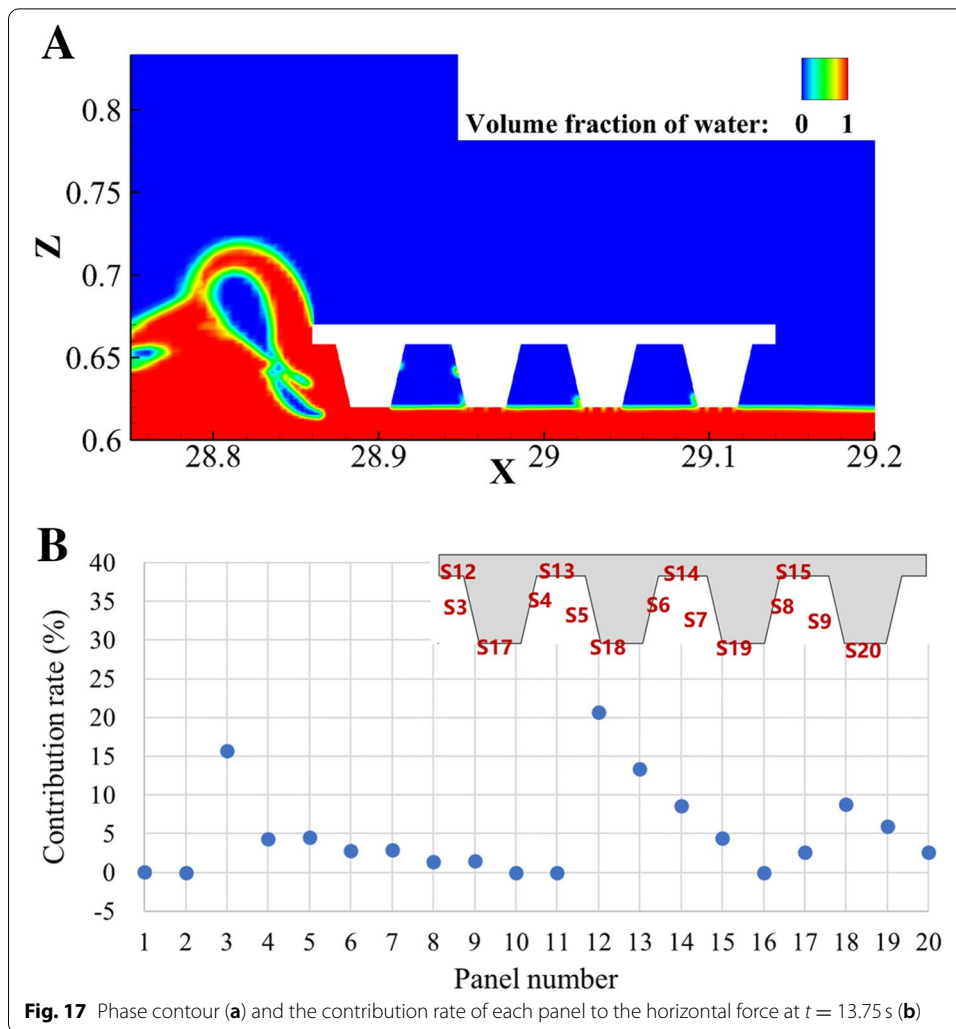 A
Volume fraction of water: 0 1
0.8
0.75
Z
0.7
0.65
0.6
28.8 28.9 29 29.1 29.2
X
B
40
35
30
25
20
15
10
5
0
-5
Contribution rate (%)
S12 S13 S14 S15
S3 S4 S5 S6 S7 S8 S9
S17 S18 S19 S20
1 2 3 4 5 6 7 8 9 10 11 12 13 14 15 16 17 18 19 20
Panel number
Fig. 17 Phase contour (a) and the contribution rate of each panel to the horizontal force at t = 13.75 s (b)